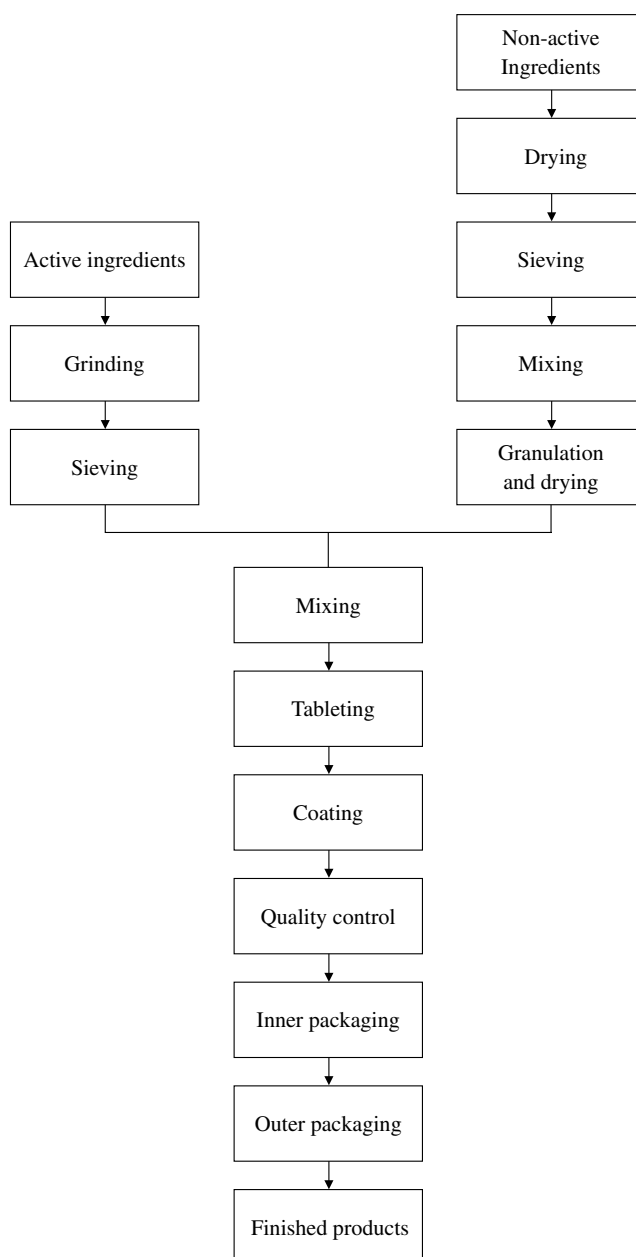 Non-active
Ingredients
Drying
Active ingredients
Sieving
Grinding
Mixing
Sieving
Granulation
and drying
Mixing
Tableting
Coating
Quality control
Inner packaging
Outer packaging
Finished products